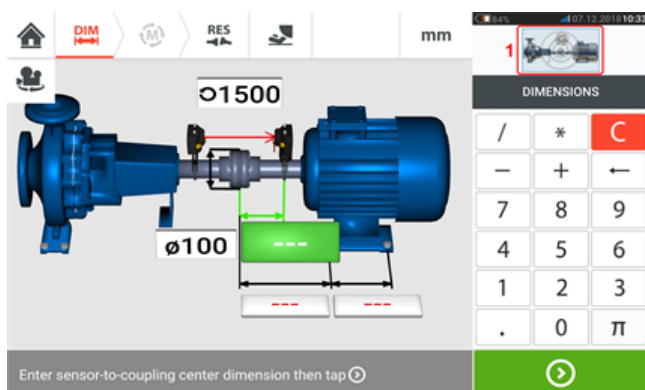 DIM
M
RES
mm
84% 07.12.2018 10:33
1
DIMENSIONS
1500
ø100
---
---
---
/ * C
− + ←
7 8 9
4 5 6
1 2 3
. 0 π
Enter sensor-to-coupling center dimension then tap